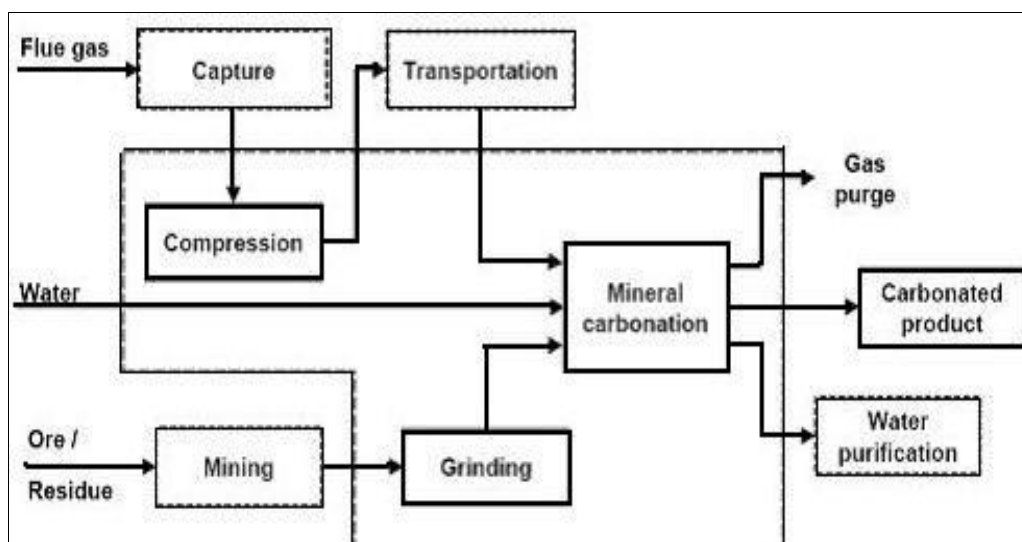 Flue gas
Capture
Transportation
Gas
purge
Compression
Water
Mineral
carbonation
Carbonated
product
Ore /
Residue
Mining
Grinding
Water
purification